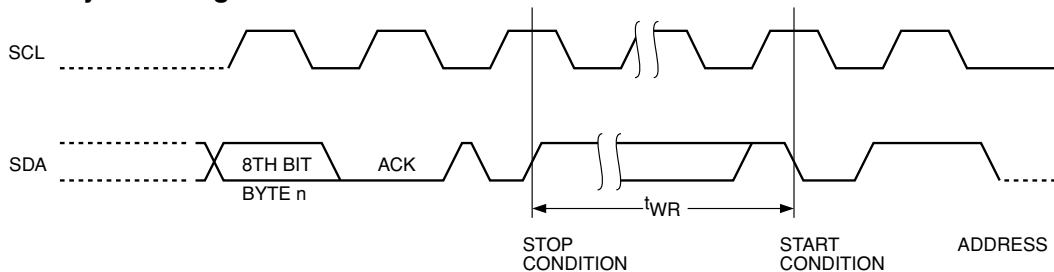 SCL
SDA
8TH BIT
ACK
BYTE n
tWR
STOP
CONDITION
START
CONDITION
ADDRESS